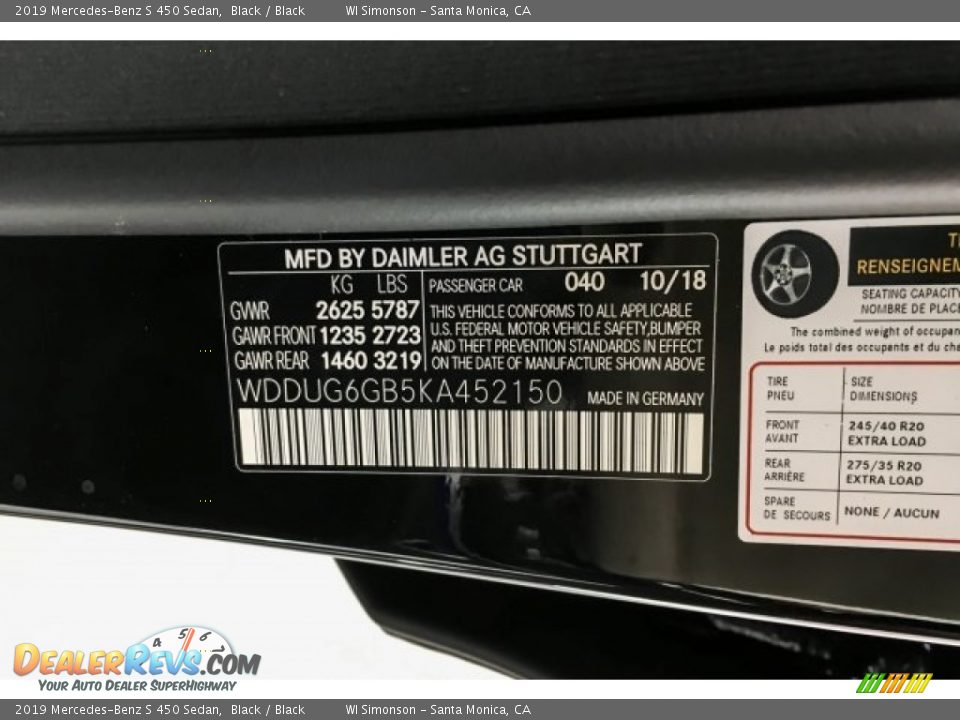 2019 Mercedes-Benz S 450 Sedan, Black / Black WI Simonson - Santa Monica, CA
MFD BY DAIMLER AG STUTTGART
KG LBS
GVWR 2625 5787
GAWR FRONT 1235 2723
GAWR REAR 1460 3219
PASSENGER CAR 040 10/18
THIS VEHICLE CONFORMS TO ALL APPLICABLE
U.S. FEDERAL MOTOR VEHICLE SAFETY,BUMPER
AND THEFT PREVENTION STANDARDS IN EFFECT
ON THE DATE OF MANUFACTURE SHOWN ABOVE
WDDUG6GB5KA452150 MADE IN GERMANY
RENSEIGNEM
SEATING CAPACITY
NOMBRE DE PLACE
The combined weight of occupan
Le poids total des occupants et du cha
TIRE SIZE
PNEU DIMENSIONS
FRONT 245/40 R20
AVANT EXTRA LOAD
REAR 275/35 R20
ARRIÈRE EXTRA LOAD
SPARE NONE / AUCUN
DE SECOURS
4 5 6
DEALERREVS.COM
YOUR AUTO DEALER SUPERHIGHWAY
2019 Mercedes-Benz S 450 Sedan, Black / Black WI Simonson - Santa Monica, CA